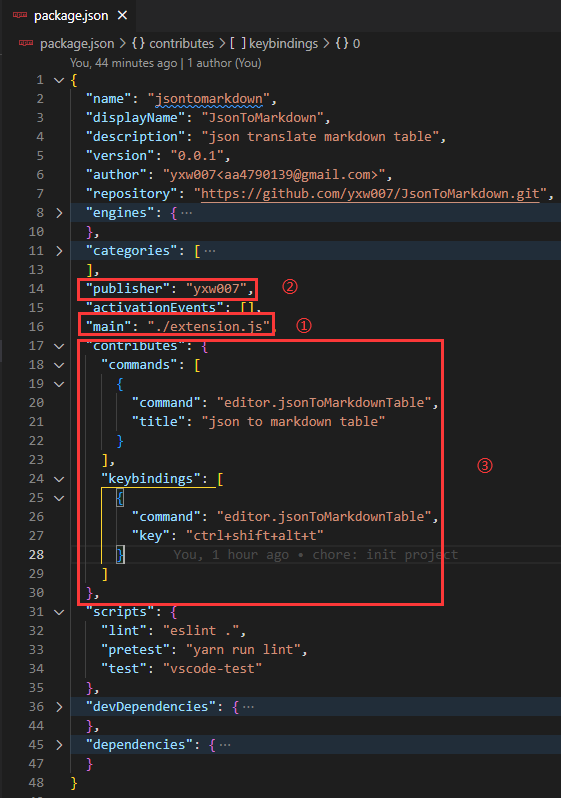 package.json ×
package.json > {} contributes > [ ] keybindings > {} 0
You, 44 minutes ago | 1 author (You)
1 {
2 "name": "jsontomarkdown",
3 "displayName": "JsonToMarkdown",
4 "description": "json translate markdown table",
5 "version": "0.0.1",
6 "author": "yxw007<aa4790139@gmail.com>",
7 "repository": "https://github.com/yxw007/JsonToMarkdown.git",
8 "engines": { ...
10 },
11 "categories": [ ...
13 ],
14 "publisher": "yxw007", ②
15 "activationEvents": [],
16 "main": "./extension.js", ①
17 "contributes": {
18 "commands": [
19 {
20 "command": "editor.jsonToMarkdownTable",
21 "title": "json to markdown table"
22 }
23 ], ③
24 "keybindings": [
25 {
26 "command": "editor.jsonToMarkdownTable",
27 "key": "ctrl+shift+alt+t"
28 } You, 1 hour ago • chore: init project
29 ]
30 },
31 "scripts": {
32 "lint": "eslint .",
33 "pretest": "yarn run lint",
34 "test": "vscode-test"
35 },
36 "devDependencies": { ...
44 },
45 "dependencies": { ...
47 }
48 }